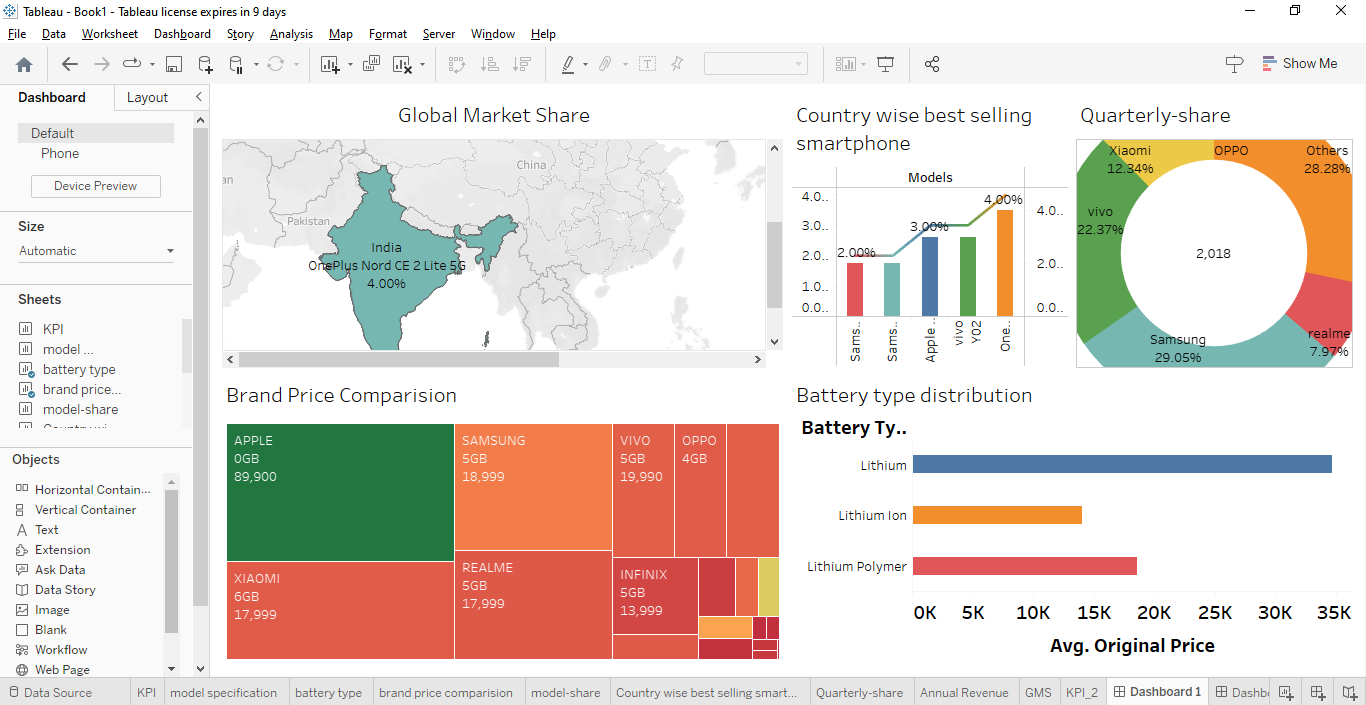 Tableau - Book1 - Tableau license expires in 9 days
File Data Worksheet Dashboard Story Analysis Map Format Server Window Help
Show Me
Dashboard Layout
Default
Phone
Device Preview
Size
Automatic
Sheets
KPI
model ...
battery type
brand price...
model-share
Objects
Horizontal Contain...
Vertical Container
Text
Extension
Ask Data
Data Story
Image
Blank
Workflow
Web Page
Global Market Share
China
Pakistan
India
OnePlus Nord CE 2 Lite 5G
4.00%
Country wise best selling
smartphone
Models
4.0..
3.0..
2.0..
1.0..
0.0..
2.00%
3.00%
4.00%
4.0..
2.0..
0.0..
Sams..
Sams..
Apple ..
vivo
Y02
One..
Quarterly-share
Xiaomi
12.34%
OPPO
Others
28.28%
vivo
22.37%
2,018
realme
7.97%
Samsung
29.05%
Brand Price Comparision
APPLE
0GB
89,900
SAMSUNG
5GB
18,999
VIVO
5GB
19,990
OPPO
4GB
XIAOMI
6GB
17,999
REALME
5GB
17,999
INFINIX
5GB
13,999
Battery type distribution
Battery Ty..
Lithium
Lithium Ion
Lithium Polymer
0K 5K 10K 15K 20K 25K 30K 35K
Avg. Original Price
Data Source KPI model specification battery type brand price comparision model-share Country wise best selling smart... Quarterly-share Annual Revenue GMS KPI_2 Dashboard 1 Dashb